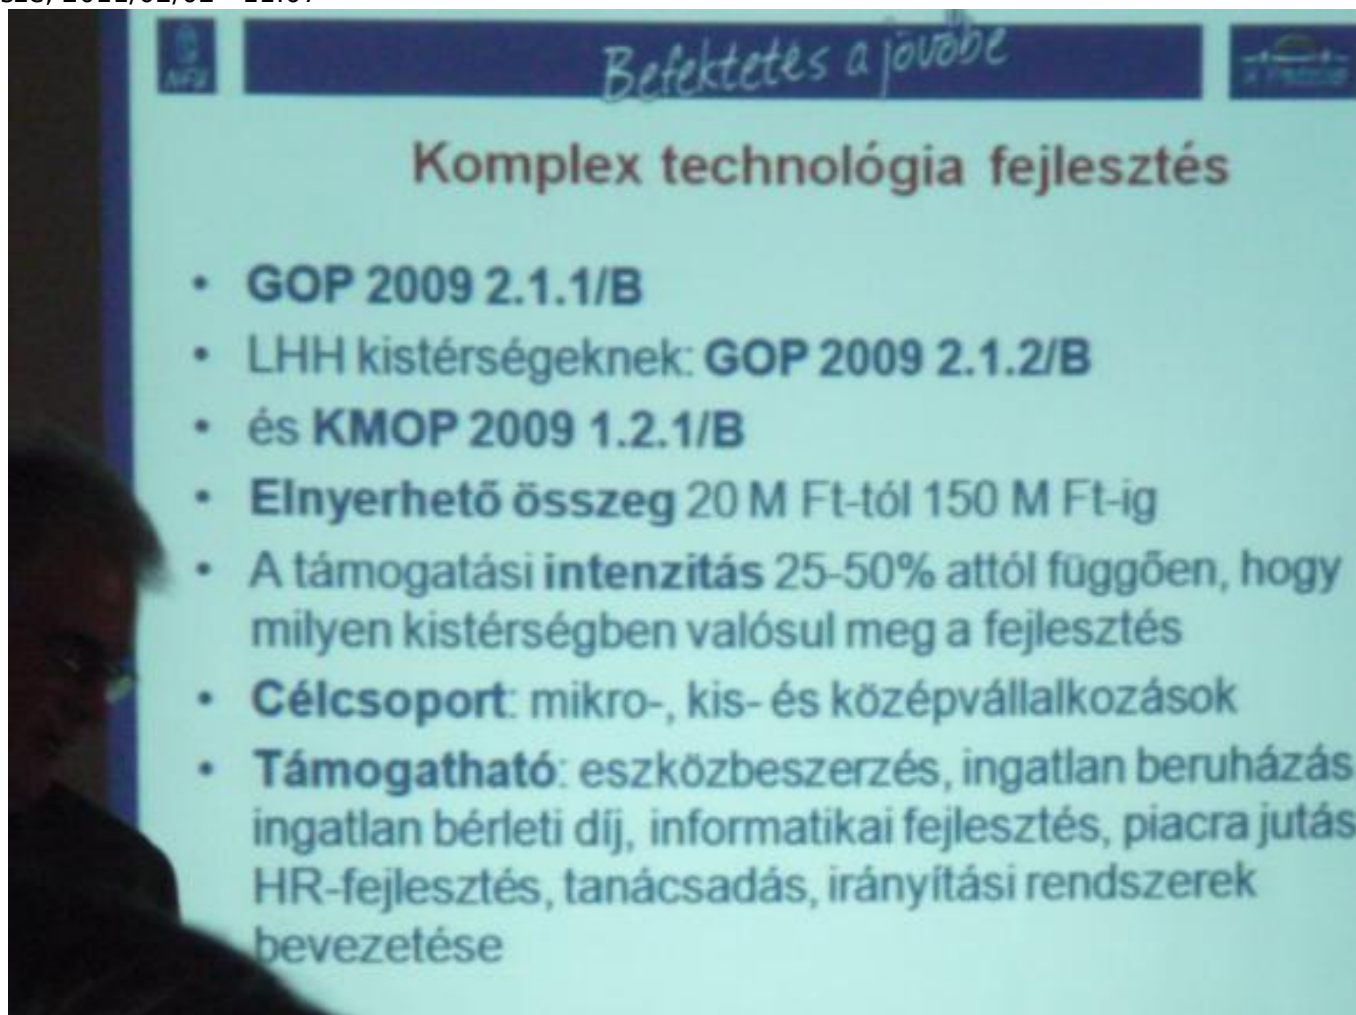 Befektetés a jövőbe
NFÜ
Komplex technológia fejlesztés
• GOP 2009 2.1.1/B
• LHH kistérségeknek: GOP 2009 2.1.2/B
• és KMOP 2009 1.2.1/B
• Elnyerhető összeg 20 M Ft-tól 150 M Ft-ig
• A támogatási intenzitás 25-50% attól függően, hogy
milyen kistérségben valósul meg a fejlesztés
• Célcsoport: mikro-, kis- és középvállalkozások
• Támogatható: eszközbeszerzés, ingatlan beruházás
ingatlan bérleti díj, informatikai fejlesztés, piacra jutás
HR-fejlesztés, tanácsadás, irányítási rendszerek
bevezetése